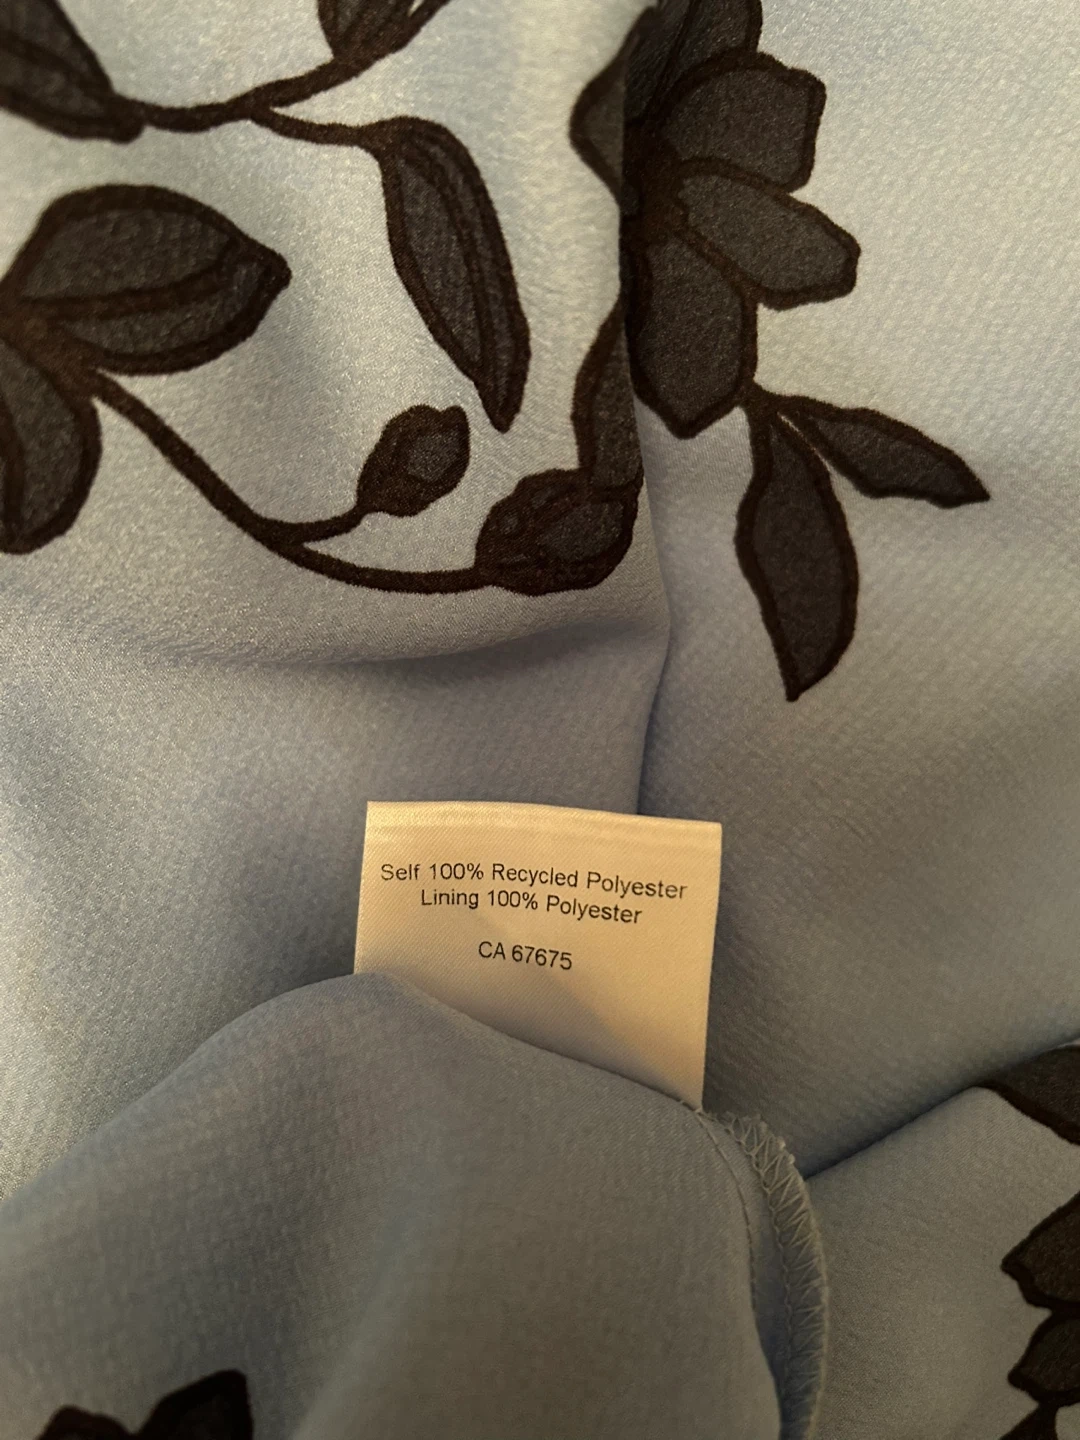 Self 100% Recycled Polyester
Lining 100% Polyester
CA 67675